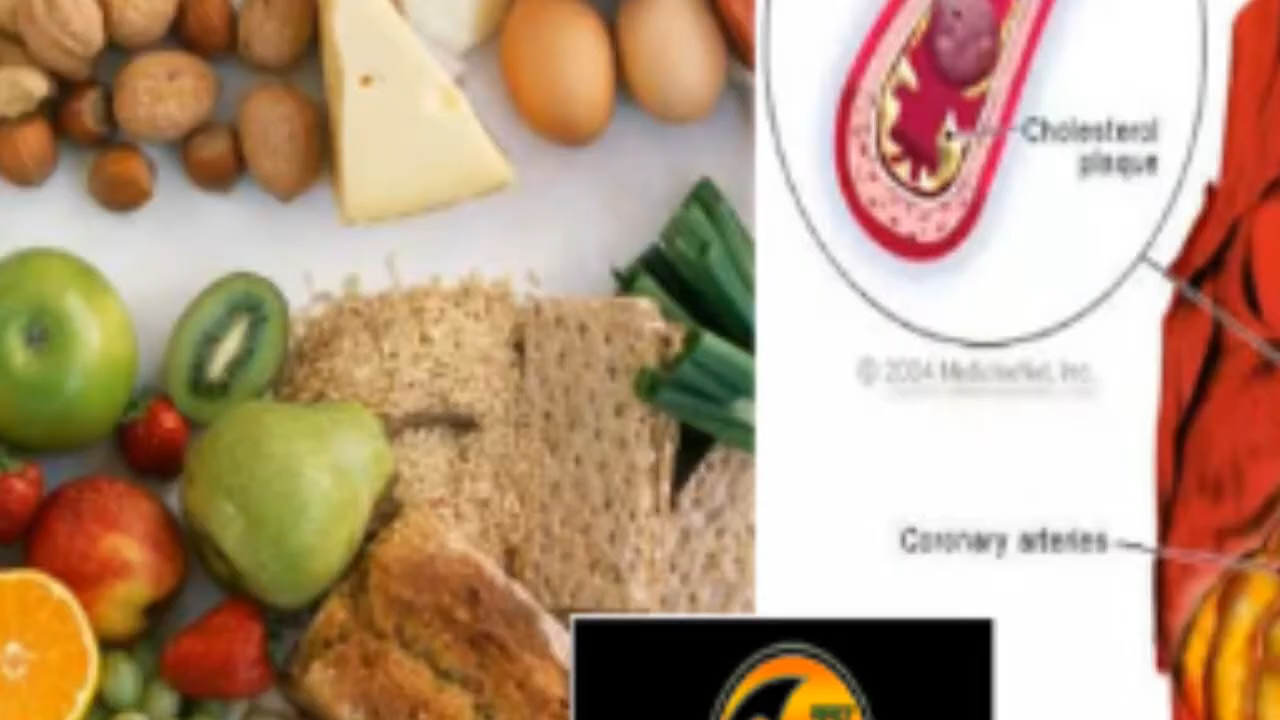 Cholesterol
plaque
© 2004 MedicineNet, Inc.
Coronary arteries